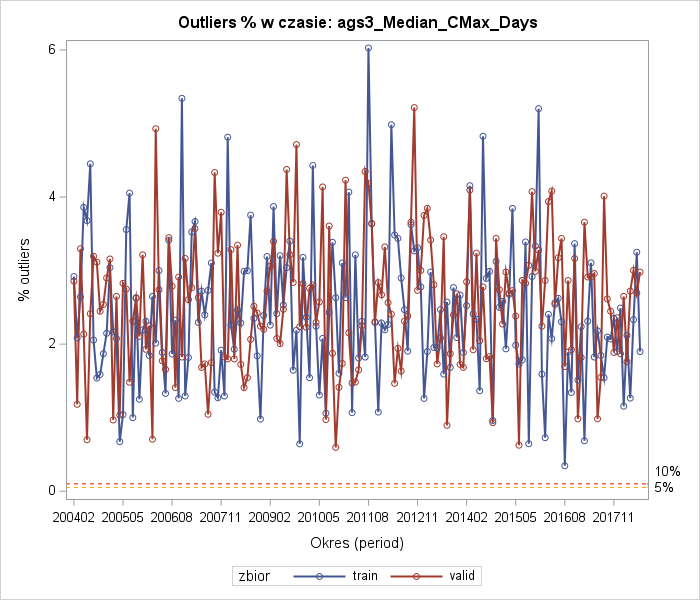 Outliers % w czasie: ags3_Median_CMax_Days
% outliers
6
4
2
0
10%
5%
200402 200505 200608 200711 200902 201005 201108 201211 201402 201505 201608 201711
Okres (period)
zbior train valid